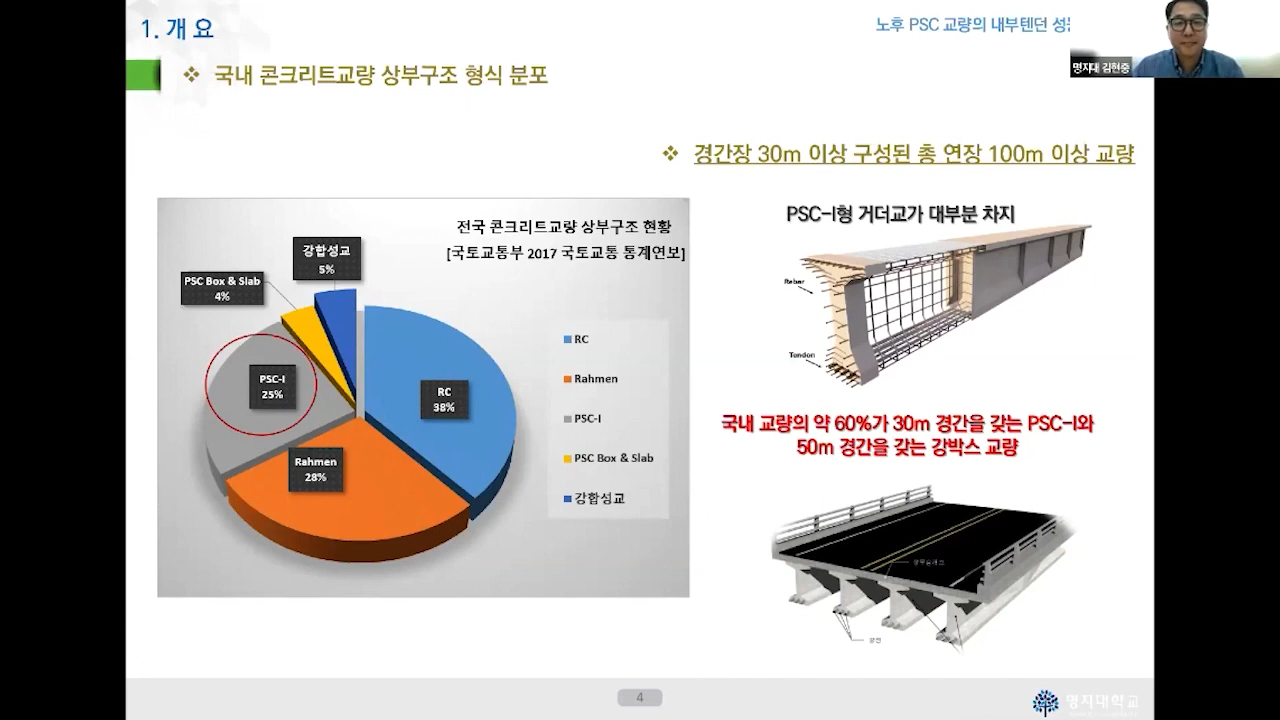 1. 개 요
노후 PSC 교량의 내부텐던 성능
명지대 김현중
❖ 국내 콘크리트교량 상부구조 형식 분포
❖ 경간장 30m 이상 구성된 총 연장 100m 이상 교량
전국 콘크리트교량 상부구조 현황
[국토교통부 2017 국토교통 통계연보]
강합성교
5%
PSC Box & Slab
4%
PSC-I
25%
RC
38%
Rahmen
28%
RC
Rahmen
PSC-I
PSC Box & Slab
강합성교
PSC-I형 거더교가 대부분 차지
Rebar
Tendon
국내 교량의 약 60%가 30m 경간을 갖는 PSC-I와
50m 경간을 갖는 강박스 교량
강연
4
명지대학교